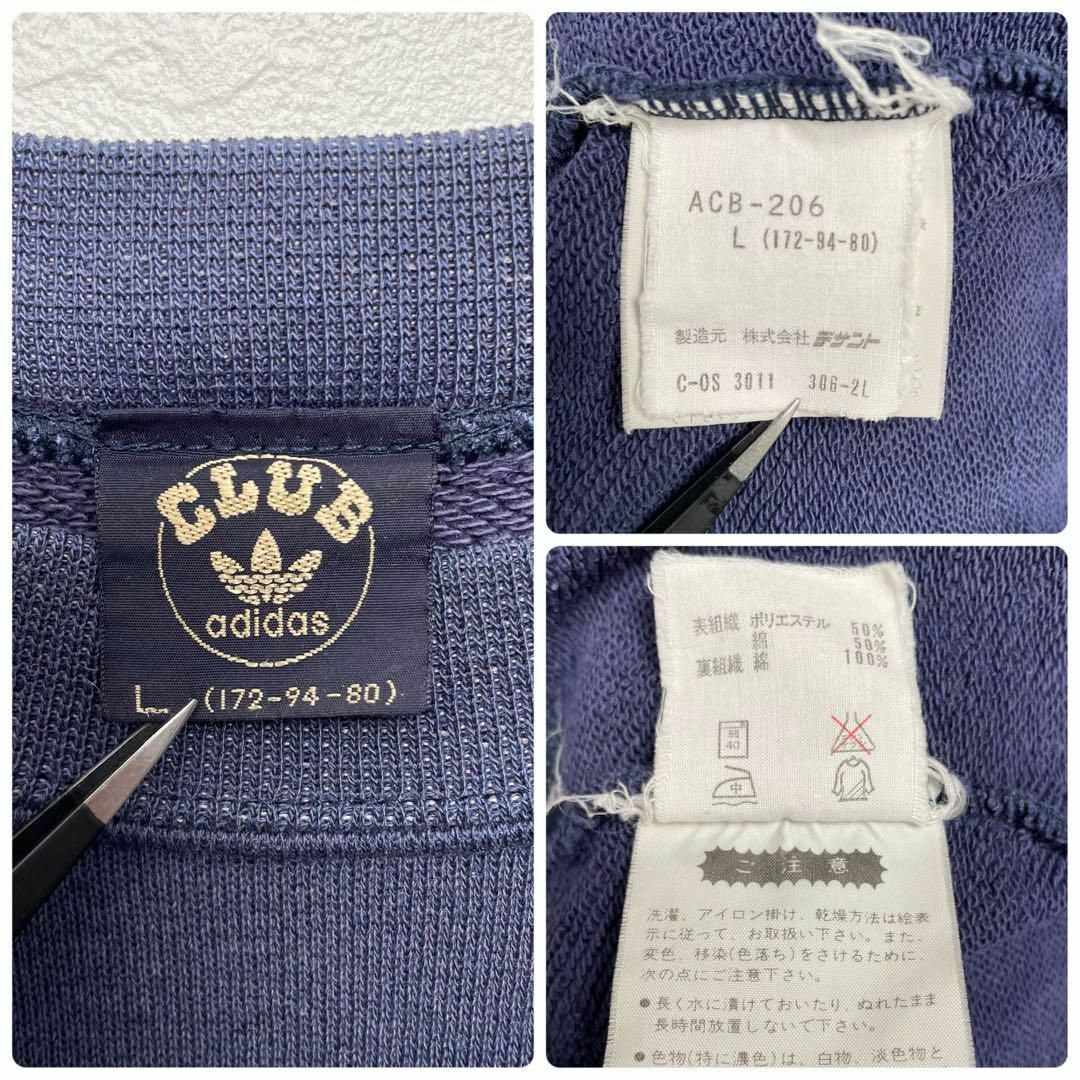 CLUB
adidas
L (172-94-80)
ACB-206
L (172-94-80)
製造元 株式会社デサント
C-OS 3011 306-2L
表組織 ポリエステル 50%
綿 50%
裏組織 綿 100%
弱
40
中
ご注意
洗濯、アイロン掛け、乾燥方法は絵表
示に従って、お取扱い下さい。また、
変色、移染(色落ち)をさけるために、
次の点にご注意下さい。
●長く水に漬けておいたり、ぬれたまま
長時間放置しないで下さい。
●色物(特に濃色)は、白物、淡色物と